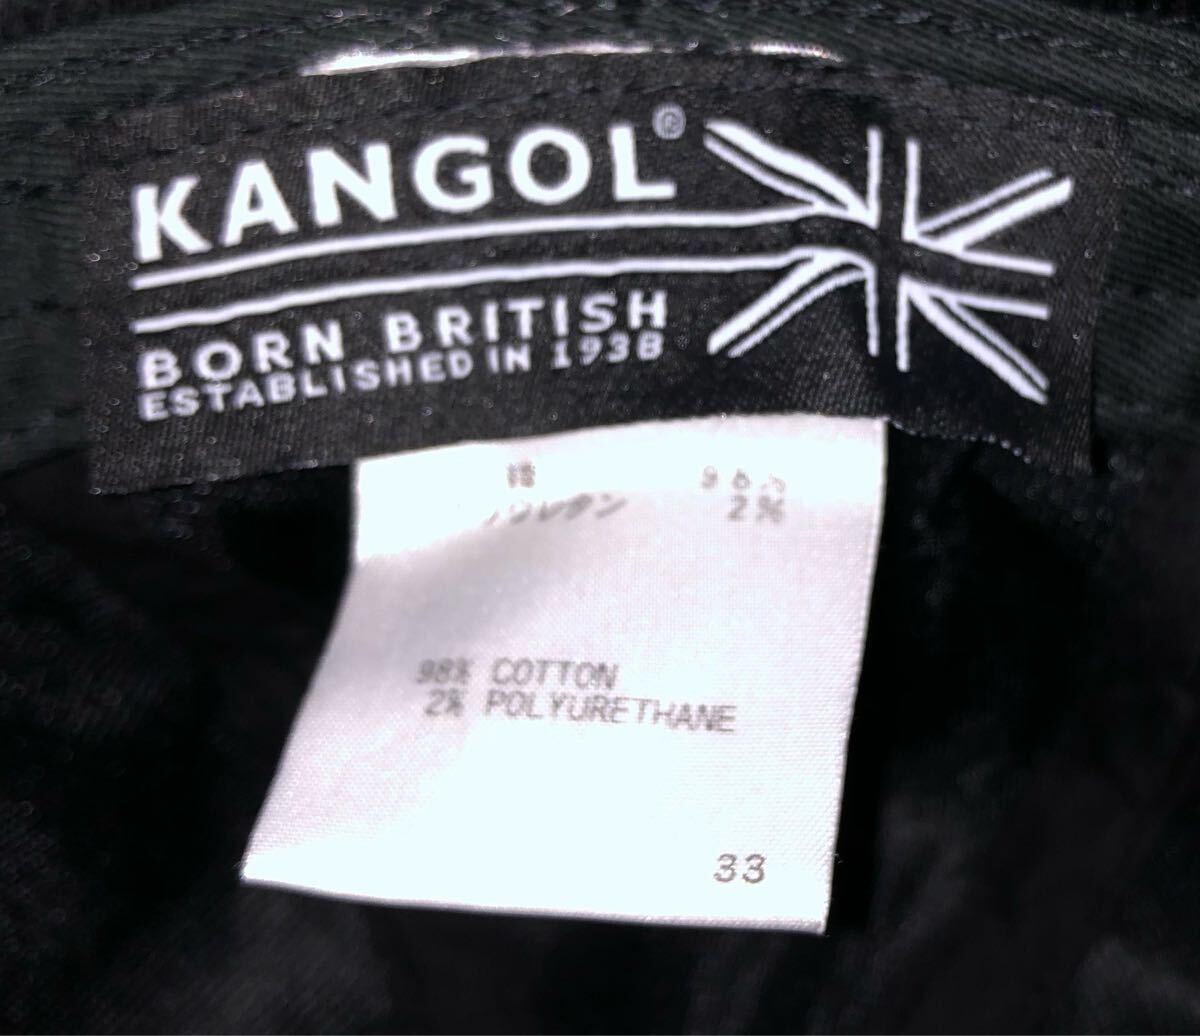 KANGOL®
BORN BRITISH
ESTABLISHED IN 1938
2%
98% COTTON
2% POLYURETHANE
33